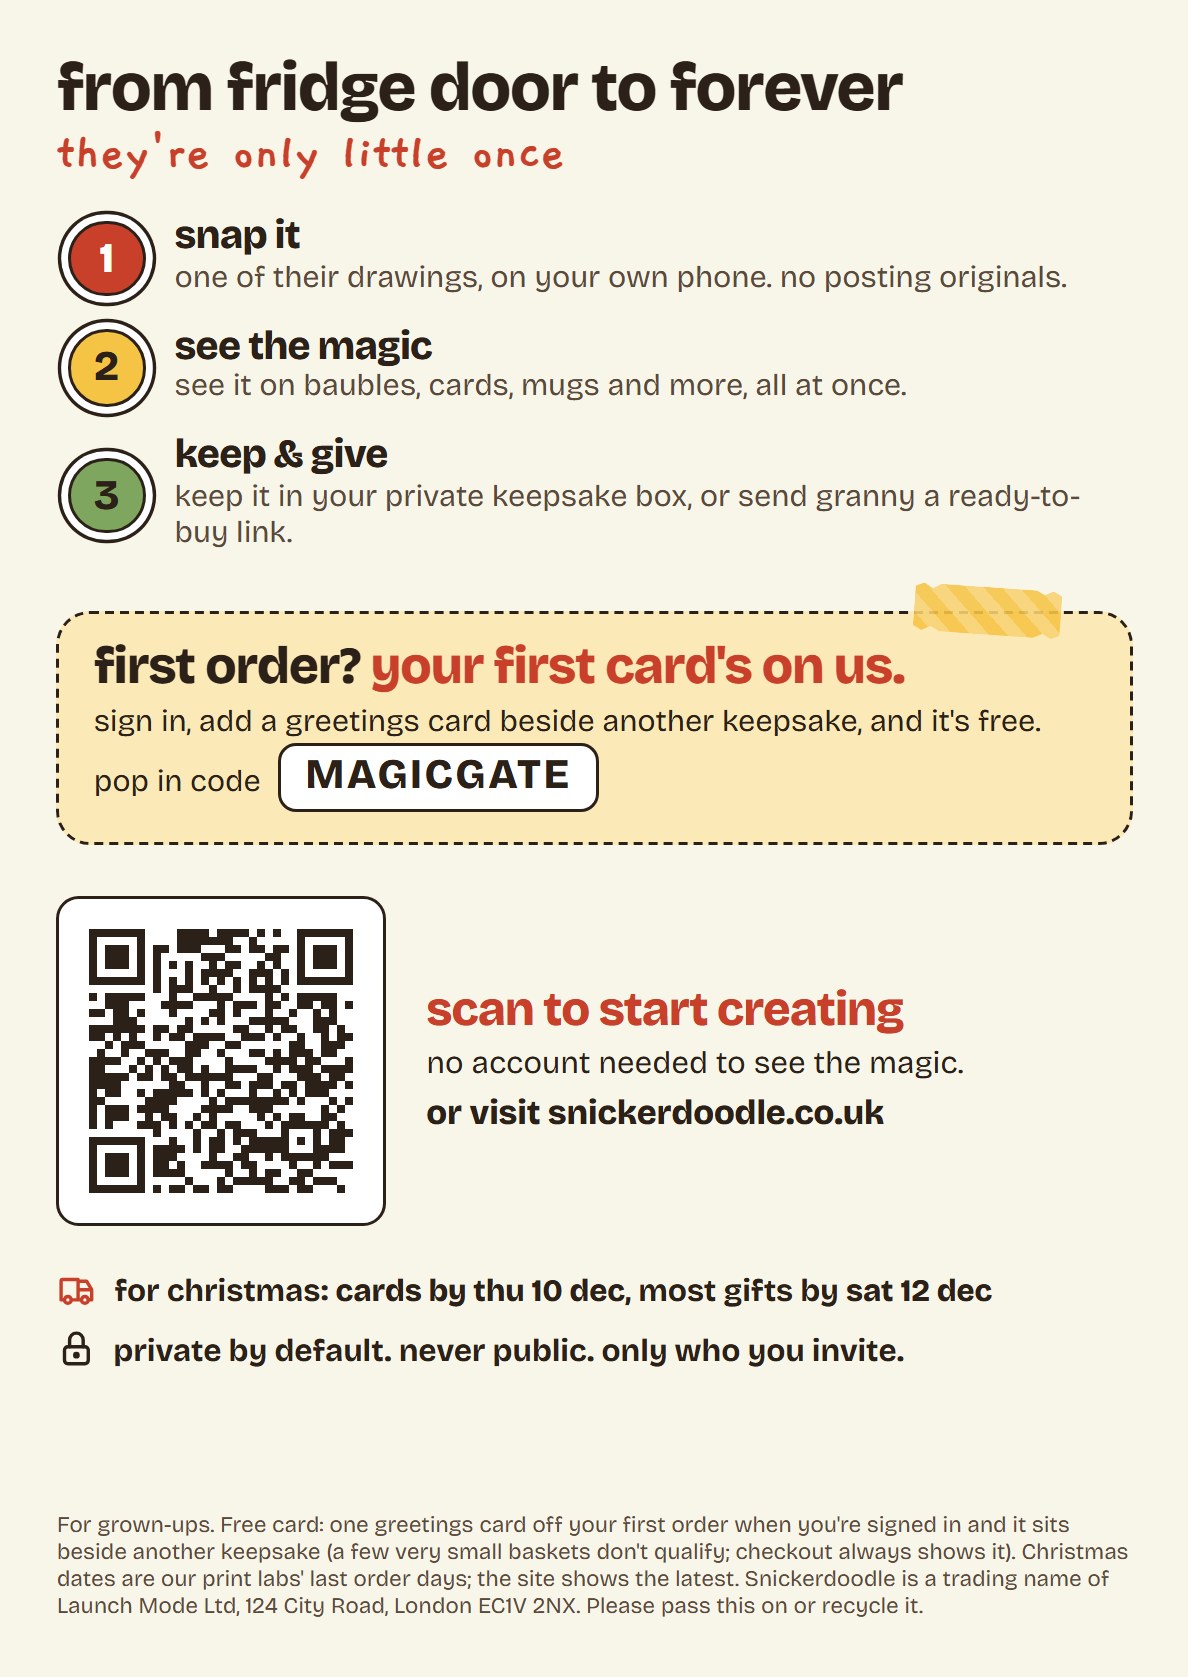 from fridge door to forever
they're only little once
1
snap it
one of their drawings, on your own phone. no posting originals.
2
see the magic
see it on baubles, cards, mugs and more, all at once.
3
keep & give
keep it in your private keepsake box, or send granny a ready-to-
buy link.
first order? your first card's on us.
sign in, add a greetings card beside another keepsake, and it's free.
pop in code MAGICGATE
scan to start creating
no account needed to see the magic.
or visit snickerdoodle.co.uk
for christmas: cards by thu 10 dec, most gifts by sat 12 dec
private by default. never public. only who you invite.
For grown-ups. Free card: one greetings card off your first order when you're signed in and it sits
beside another keepsake (a few very small baskets don't qualify; checkout always shows it). Christmas
dates are our print labs' last order days; the site shows the latest. Snickerdoodle is a trading name of
Launch Mode Ltd, 124 City Road, London EC1V 2NX. Please pass this on or recycle it.